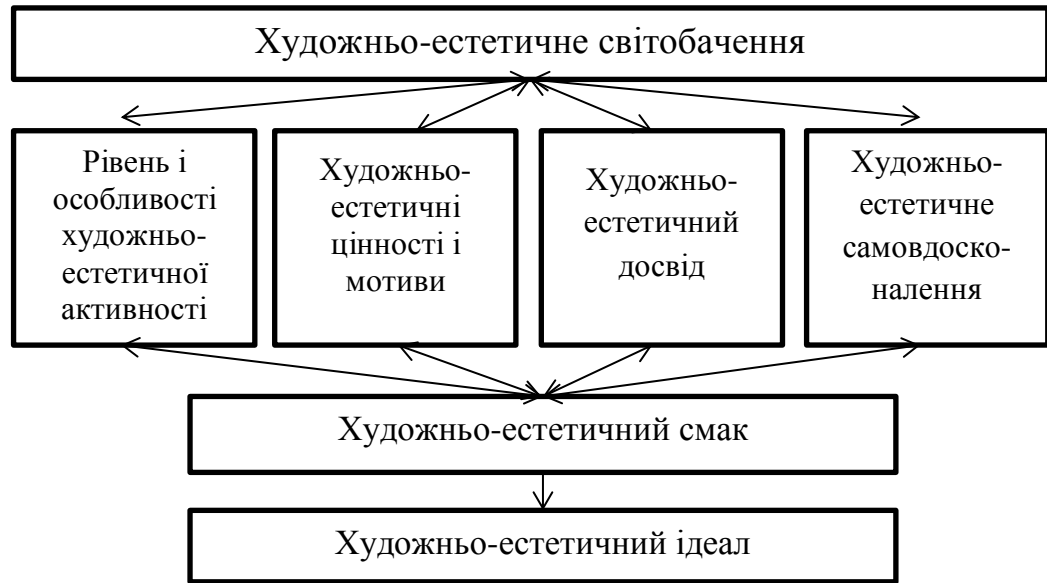 Художньо-естетичне світобачення
Рівень і
особливості
художньо-
естетичної
активності
Художньо-
естетичні
цінності і
мотиви
Художньо-
естетичний
досвід
Художньо-
естетичне
самовдоско-
налення
Художньо-естетичний смак
Художньо-естетичний ідеал